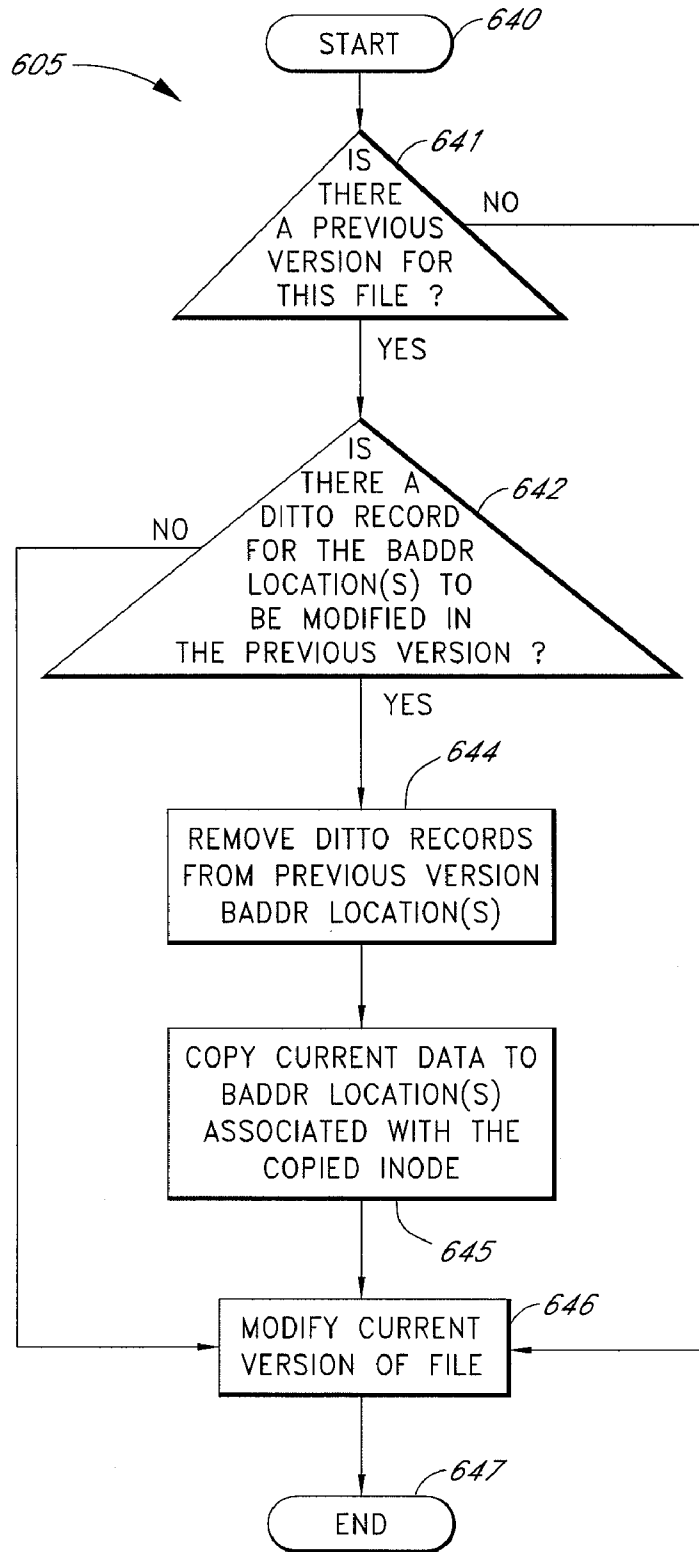 START
640
605
641
IS
THERE
A PREVIOUS
VERSION FOR
THIS FILE ?
NO
YES
IS
THERE A
DITTO RECORD
FOR THE BADDR
LOCATION(S) TO
BE MODIFIED IN
THE PREVIOUS VERSION ?
642
NO
YES
644
REMOVE DITTO RECORDS
FROM PREVIOUS VERSION
BADDR LOCATION(S)
COPY CURRENT DATA TO
BADDR LOCATION(S)
ASSOCIATED WITH THE
COPIED INODE
645
646
MODIFY CURRENT
VERSION OF FILE
647
END